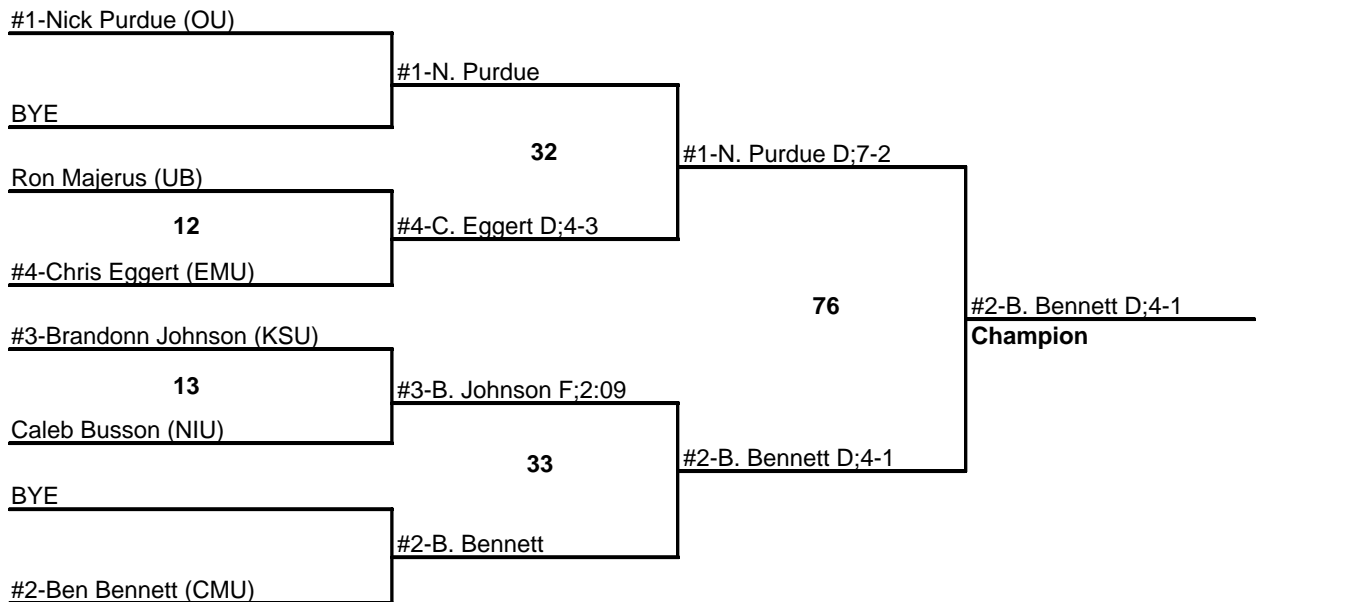 #1-Nick Purdue (OU)
#1-N. Purdue
BYE
32
#1-N. Purdue D;7-2
Ron Majerus (UB)
12
#4-C. Eggert D;4-3
#4-Chris Eggert (EMU)
76
#2-B. Bennett D;4-1
Champion
#3-Brandonn Johnson (KSU)
13
#3-B. Johnson F;2:09
Caleb Busson (NIU)
33
#2-B. Bennett D;4-1
BYE
#2-B. Bennett
#2-Ben Bennett (CMU)